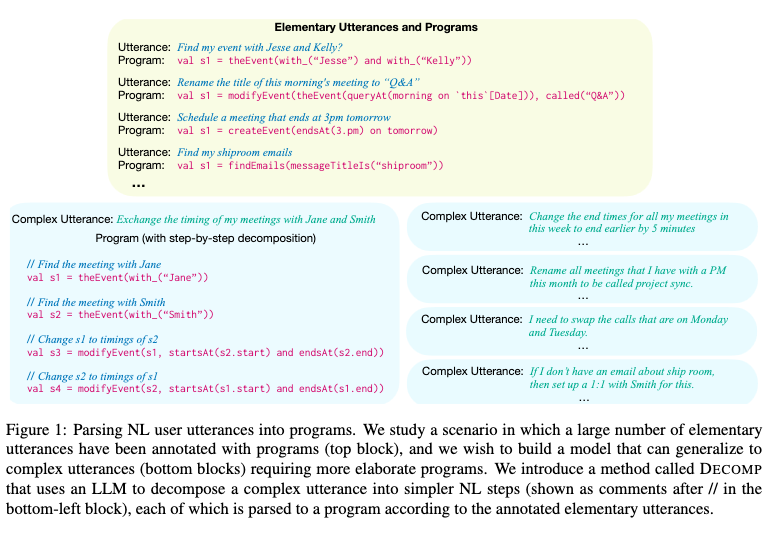 Elementary Utterances and Programs
Utterance: Find my event with Jesse and Kelly?
Program: val s1 = theEvent(with_(“Jesse”) and with_(“Kelly”))
Utterance: Rename the title of this morning's meeting to “Q&A”
Program: val s1 = modifyEvent(theEvent(queryAt(morning on `this`[Date])), called(“Q&A”))
Utterance: Schedule a meeting that ends at 3pm tomorrow
Program: val s1 = createEvent(endsAt(3.pm) on tomorrow)
Utterance: Find my shiproom emails
Program: val s1 = findEmails(messageTitleIs(“shiproom”))
...
Complex Utterance: Exchange the timing of my meetings with Jane and Smith
Program (with step-by-step decomposition)
// Find the meeting with Jane
val s1 = theEvent(with_(“Jane”))
// Find the meeting with Smith
val s2 = theEvent(with_(“Smith”))
// Change s1 to timings of s2
val s3 = modifyEvent(s1, startsAt(s2.start) and endsAt(s2.end))
// Change s2 to timings of s1
val s4 = modifyEvent(s2, startsAt(s1.start) and endsAt(s1.end))
Complex Utterance: Change the end times for all my meetings in
this week to end earlier by 5 minutes
...
Complex Utterance: Rename all meetings that I have with a PM
this month to be called project sync.
...
Complex Utterance: I need to swap the calls that are on Monday
and Tuesday.
...
Complex Utterance: If I don't have an email about ship room,
then set up a 1:1 with Smith for this.
...
Figure 1: Parsing NL user utterances into programs. We study a scenario in which a large number of elementary
utterances have been annotated with programs (top block), and we wish to build a model that can generalize to
complex utterances (bottom blocks) requiring more elaborate programs. We introduce a method called DECOMP
that uses an LLM to decompose a complex utterance into simpler NL steps (shown as comments after // in the
bottom-left block), each of which is parsed to a program according to the annotated elementary utterances.